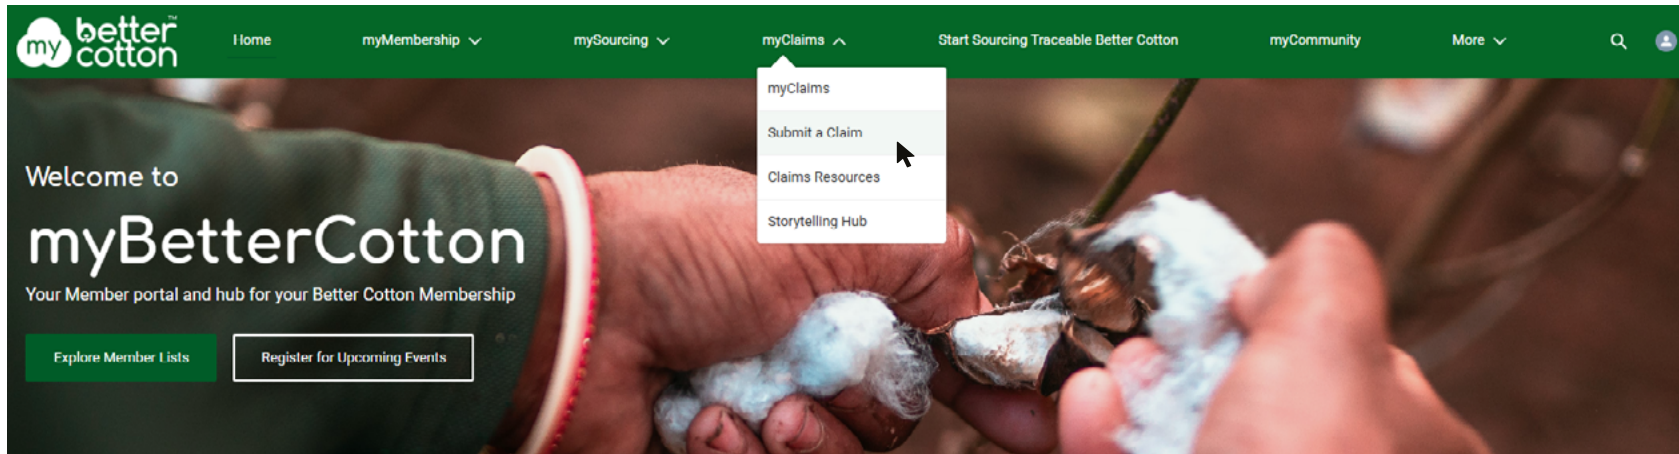 my better cotton™
Home
myMembership
mySourcing
myClaims
Start Sourcing Traceable Better Cotton
myCommunity
More
myClaims
Submit a Claim
Claims Resources
Storytelling Hub
Welcome to
myBetterCotton
Your Member portal and hub for your Better Cotton Membership
Explore Member Lists
Register for Upcoming Events